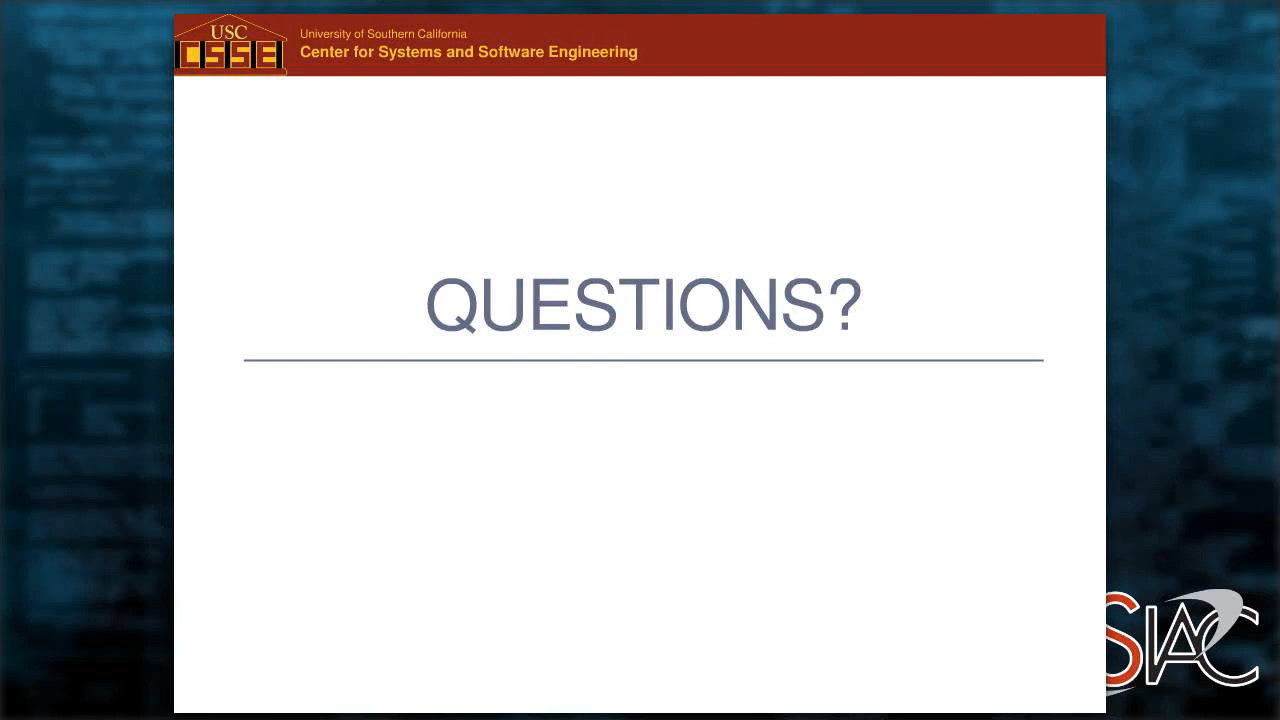 USC
CSSE
University of Southern California
Center for Systems and Software Engineering
QUESTIONS?
SIAC